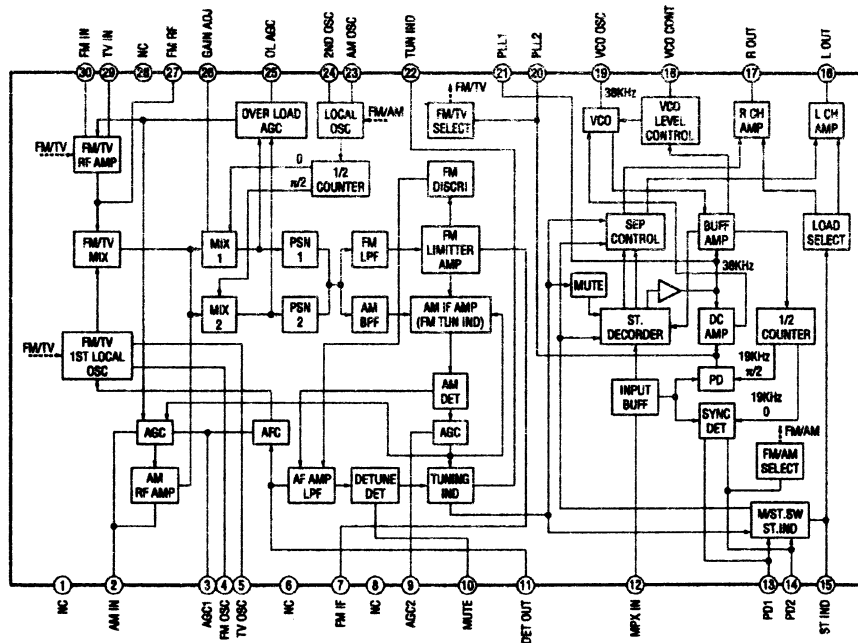 FM IN
TV IN
NC
FM RF
GAIN ADJ
OL AGC
2ND OSC
AM OSC
TUN IND
PLL1
PLL2
VCO OSC
VCO CONT
R OUT
L OUT
30
29
28
27
26
25
24
23
22
21
20
19
18
17
16
FM/TV
FM/TV
RF AMP
OVER LOAD
AGC
LOCAL
OSC
FM/AM
FM/TV
FM/TV
SELECT
38KHz
VCO
VCO
LEVEL
CONTROL
R CH
AMP
L CH
AMP
0
π/2
1/2
COUNTER
FM
DISCRI
FM/TV
MIX
MIX
1
PSN
1
FM
LPF
FM
LIMITTER
AMP
SEP
CONTROL
BUFF
AMP
LOAD
SELECT
38KHz
MIX
2
PSN
2
AM
BPF
AM IF AMP
(FM TUN IND)
MUTE
ST.
DECORDER
DC
AMP
1/2
COUNTER
FM/TV
FM/TV
1ST LOCAL
OSC
19KHz
π/2
PD
AM
DET
INPUT
BUFF
19KHz
0
SYNC
DET
FM/AM
AGC
AFC
AGC
FM/AM
SELECT
AM
RF AMP
AF AMP
LPF
DETUNE
DET
TUNING
IND
M/ST.SW
ST.IND
1
2
3
4
5
6
7
8
9
10
11
12
13
14
15
NC
AM IN
AGC1
FM OSC
TV OSC
NC
FM IF
NC
AGC2
MUTE
DET OUT
MPX IN
PD1
PD2
ST IND